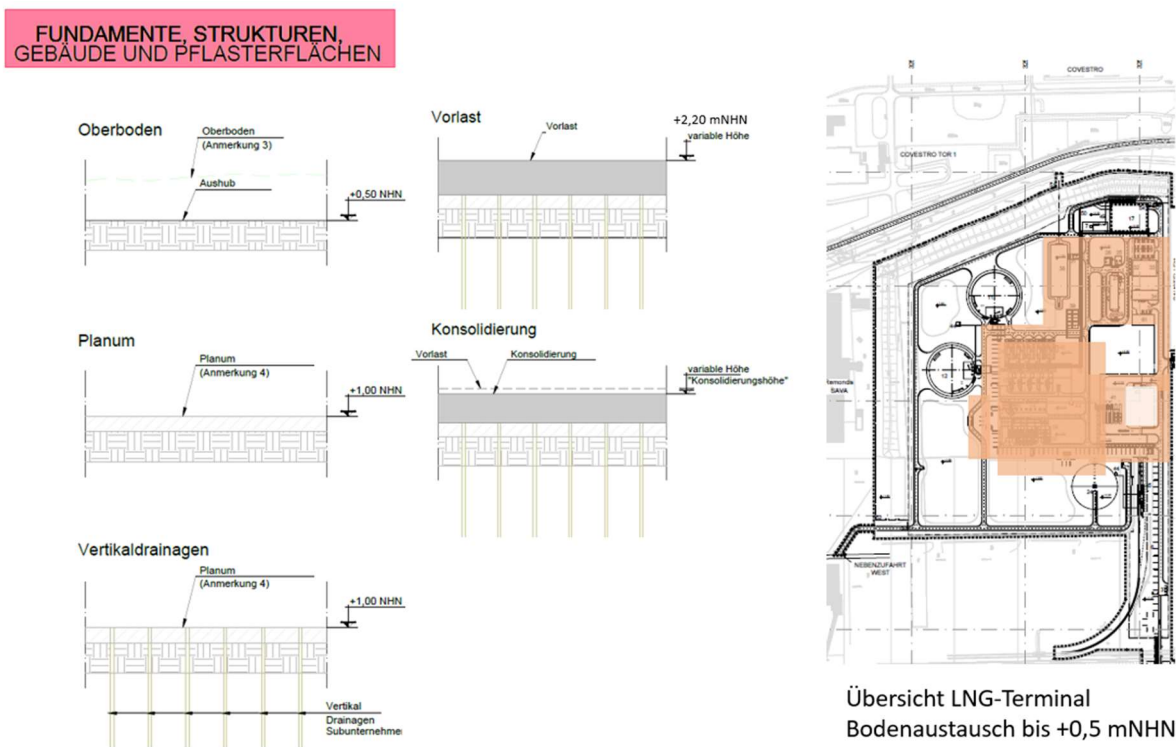 FUNDAMENTE, STRUKTUREN,
GEBÄUDE UND PFLASTERFLÄCHEN
Oberboden
Oberboden
(Anmerkung 3)
Aushub
+0,50 NHN
Planum
Planum
(Anmerkung 4)
+1,00 NHN
Vertikaldrainagen
Planum
(Anmerkung 4)
+1,00 NHN
Vertikal
Drainagen
Subunternehme
Vorlast
Vorlast
+2,20 mNHN
variable Höhe
Konsolidierung
Vorlast
Konsolidierung
variable Höhe
"Konsolidierungshöhe"
COVESTRO
COVESTRO TOR 1
SAVA
NEBENZUFAHRT
WEST
Übersicht LNG-Terminal
Bodenaustausch bis +0,5 mNHN